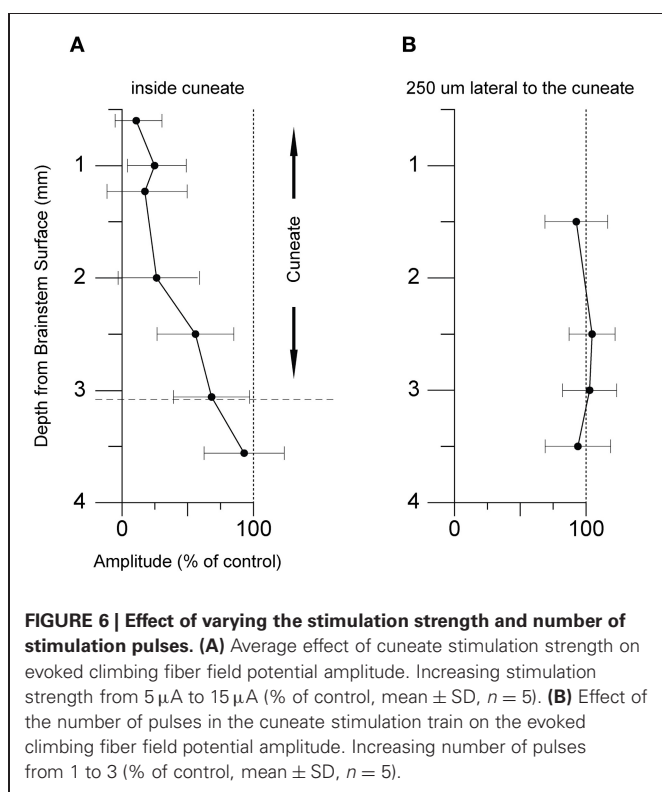 A
B
inside cuneate
250 um lateral to the cuneate
Depth from Brainstem Surface (mm)
1
2
3
4
Cuneate
0
100
Amplitude (% of control)
1
2
3
4
0
100
FIGURE 6 | Effect of varying the stimulation strength and number of
stimulation pulses. (A) Average effect of cuneate stimulation strength on
evoked climbing fiber field potential amplitude. Increasing stimulation
strength from 5 μA to 15 μA (% of control, mean ± SD, n = 5). (B) Effect of
the number of pulses in the cuneate stimulation train on the evoked
climbing fiber field potential amplitude. Increasing number of pulses
from 1 to 3 (% of control, mean ± SD, n = 5).